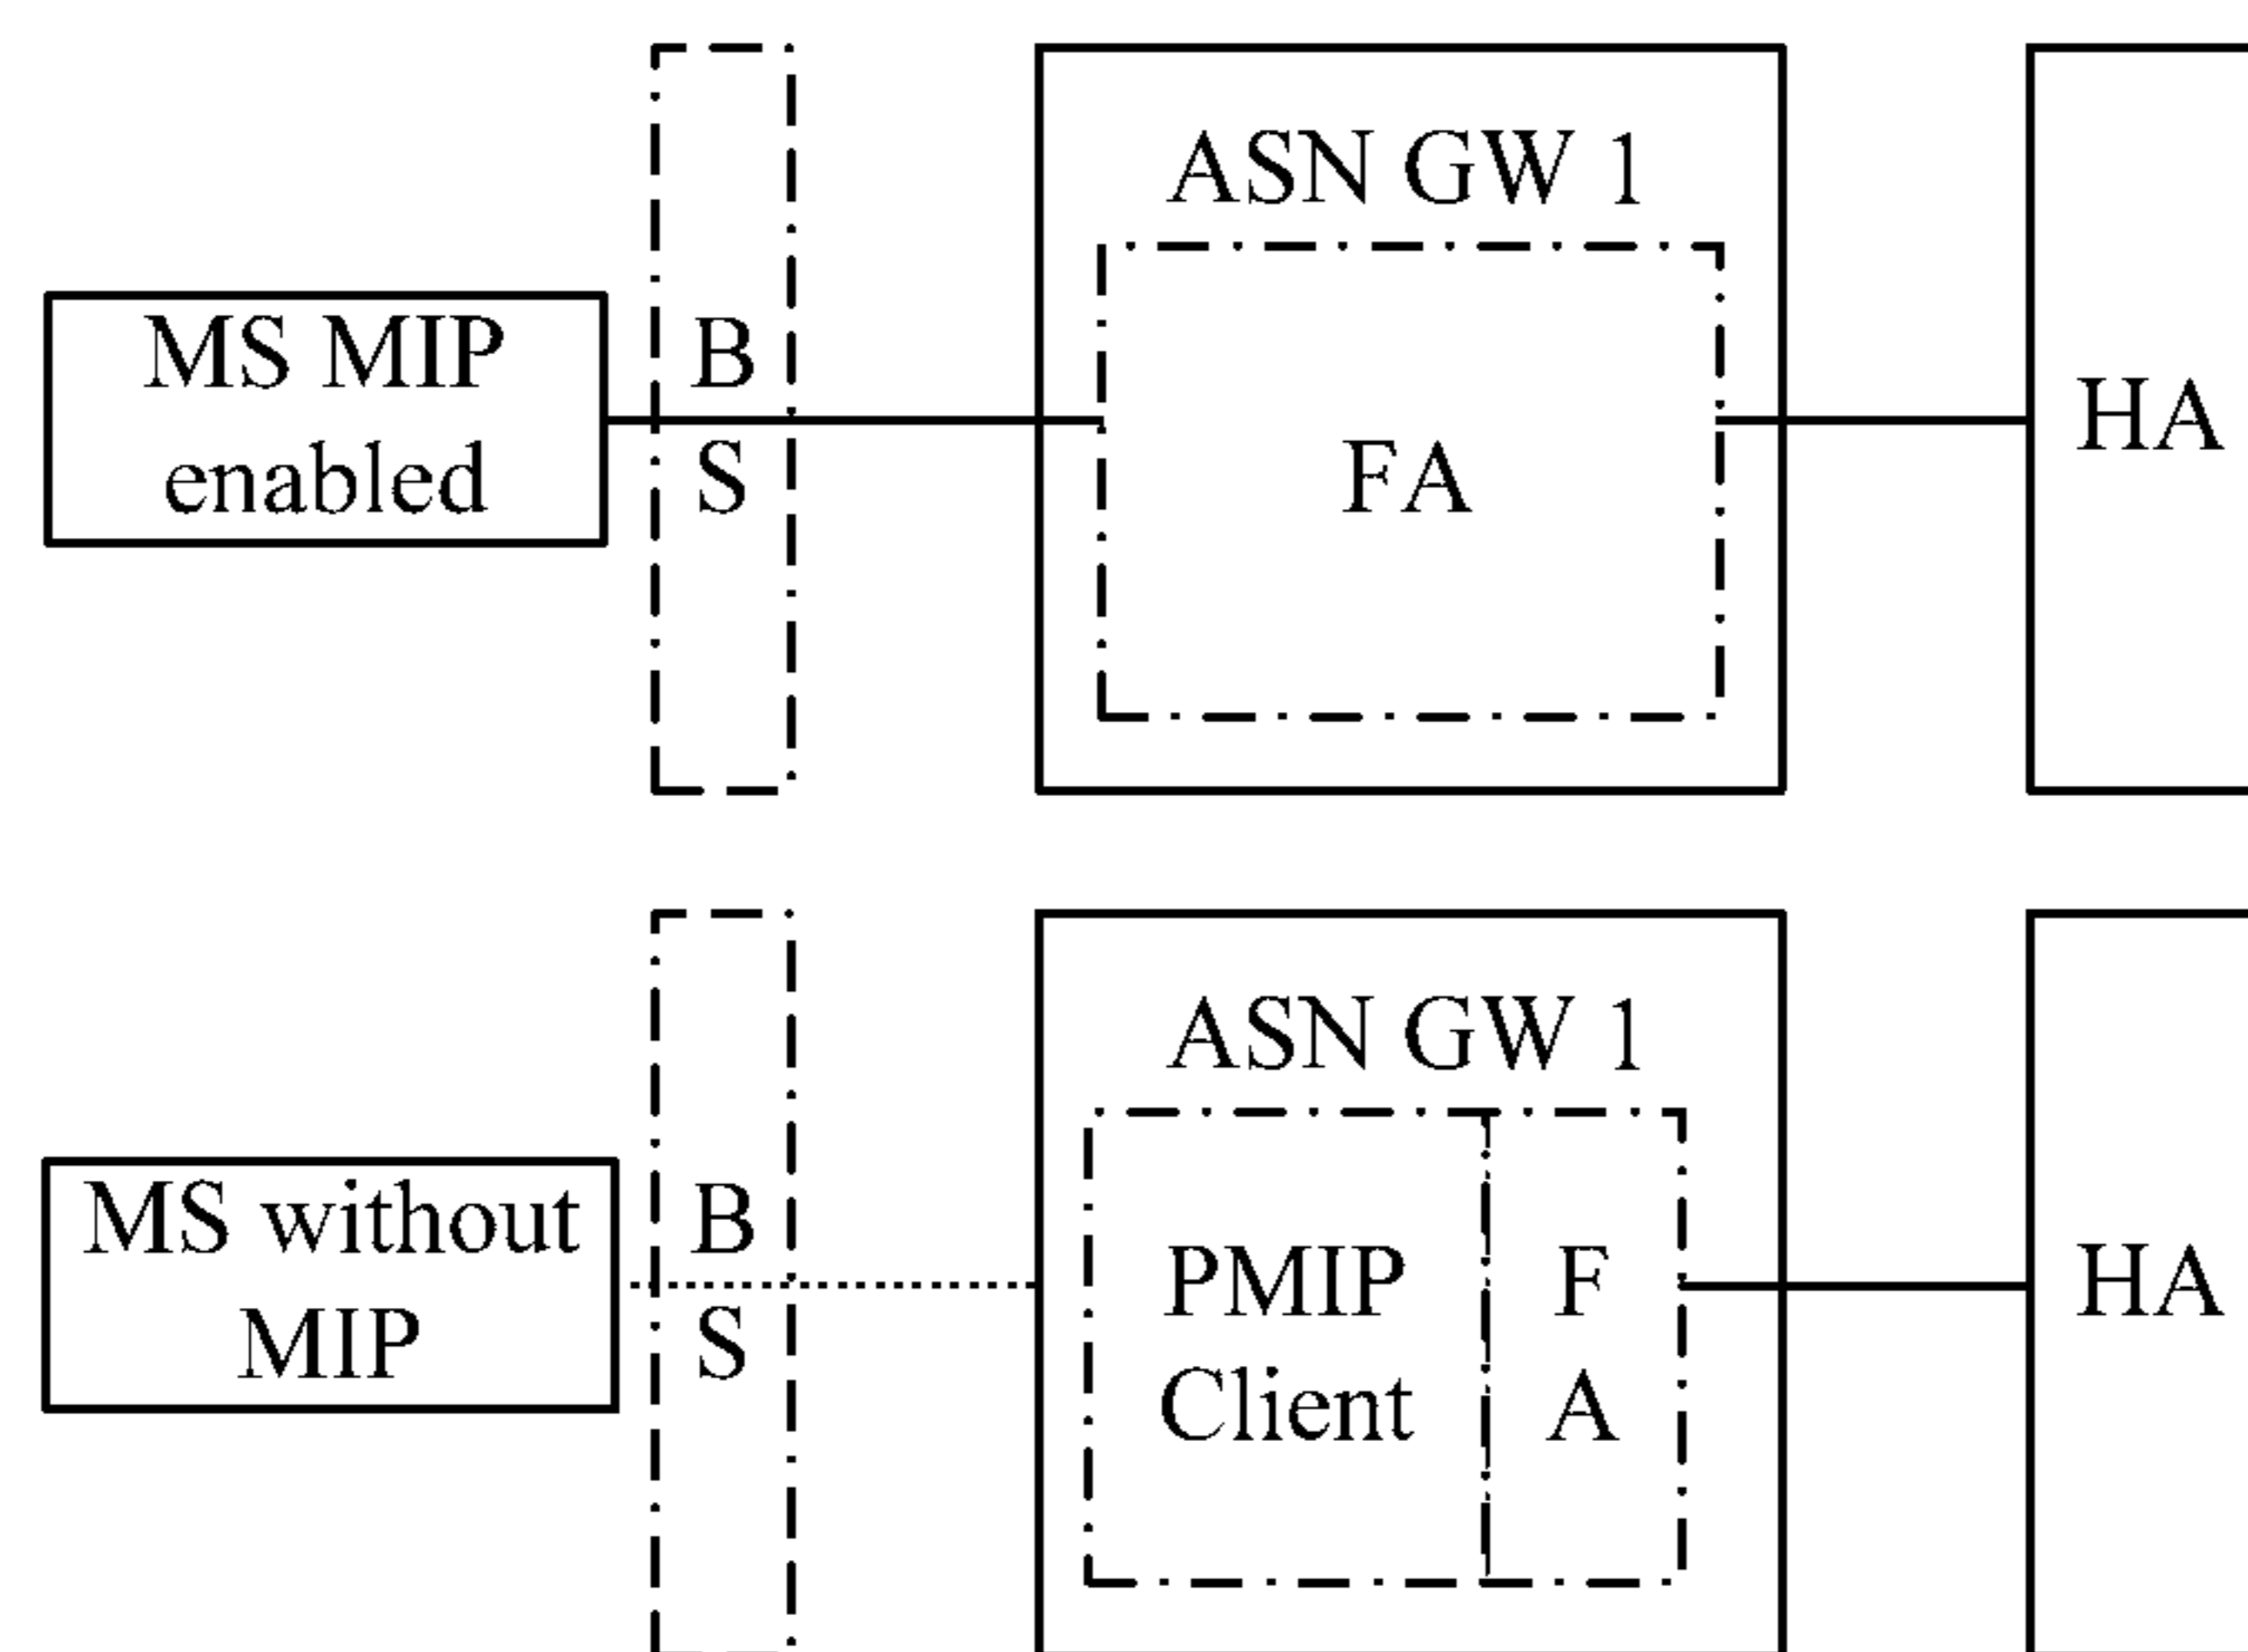 ASN GW 1
MS MIP
enabled
B
S
FA
HA
ASN GW 1
MS without
MIP
B
S
PMIP
Client
F
A
HA